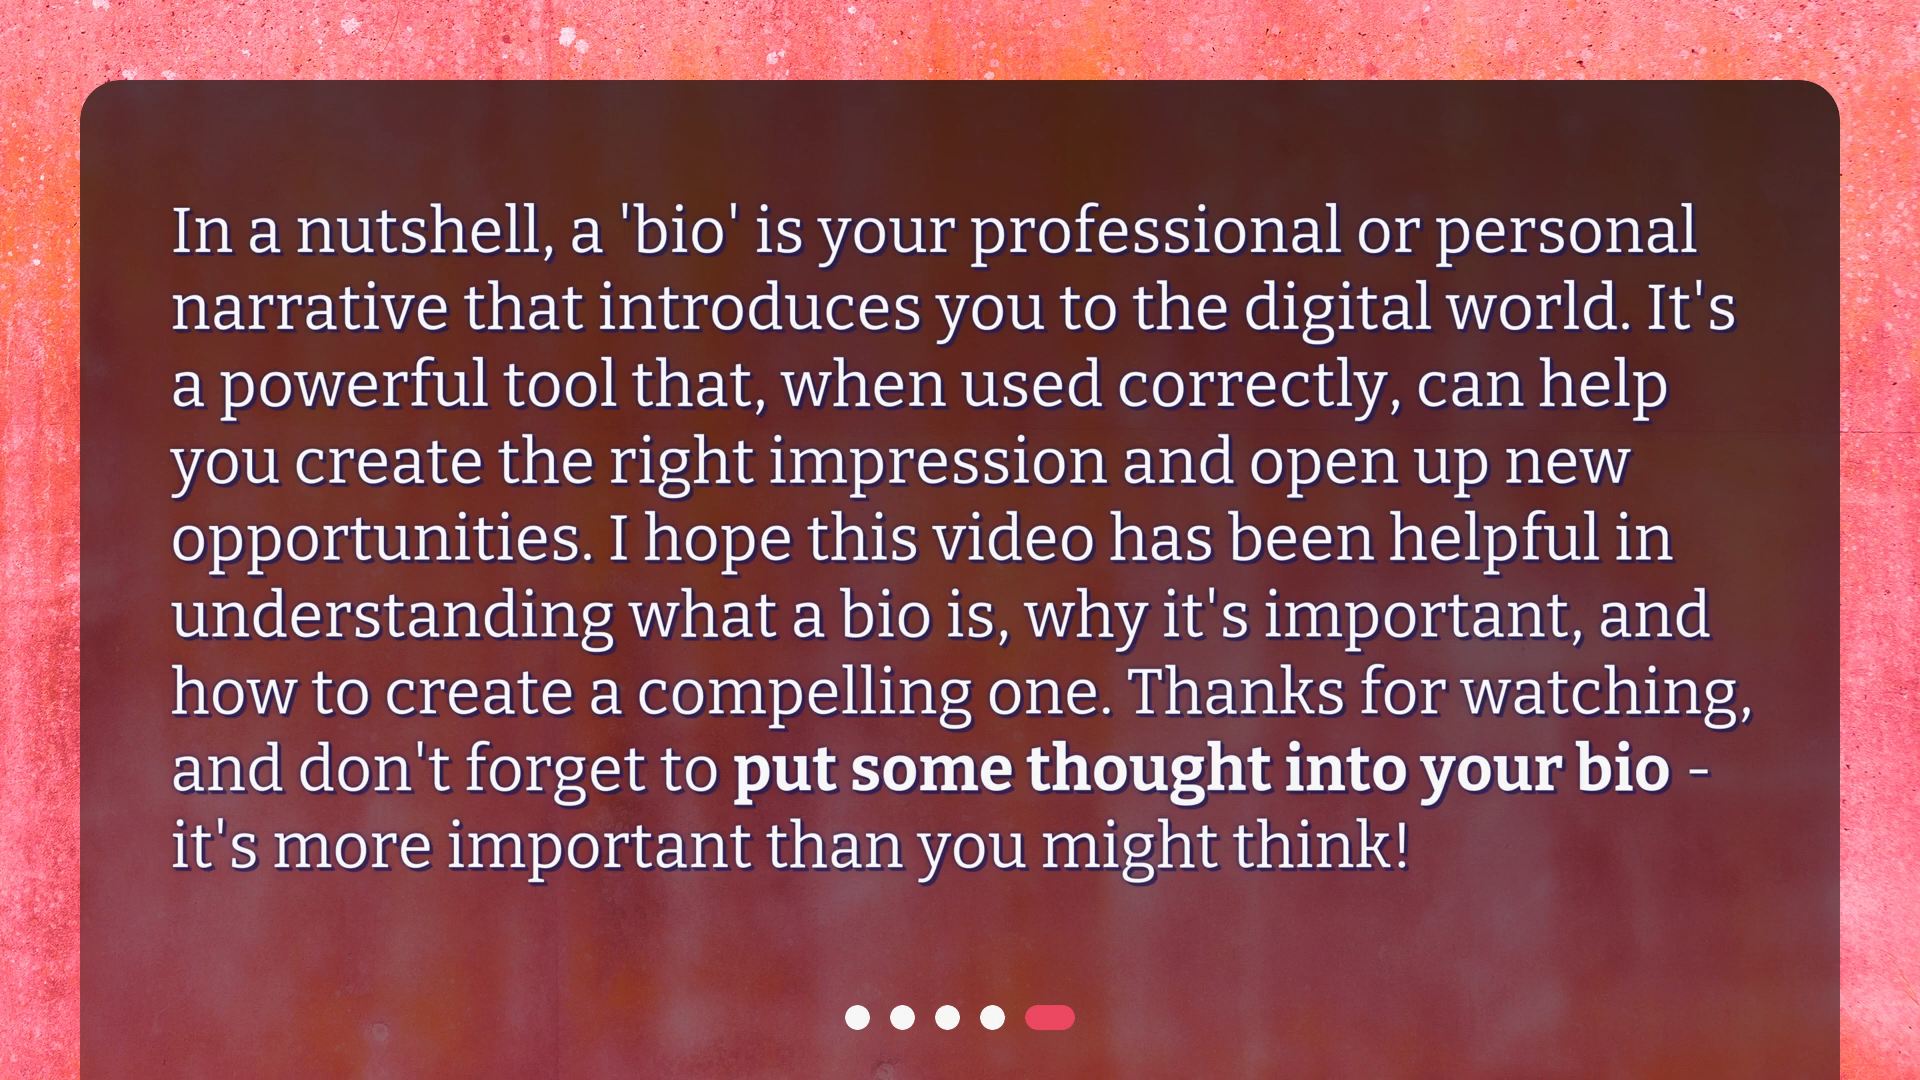 In a nutshell, a 'bio' is your professional or personal
narrative that introduces you to the digital world. It's
a powerful tool that, when used correctly, can help
you create the right impression and open up new
opportunities. I hope this video has been helpful in
understanding what a bio is, why it's important, and
how to create a compelling one. Thanks for watching,
and don't forget to put some thought into your bio -
it's more important than you might think!